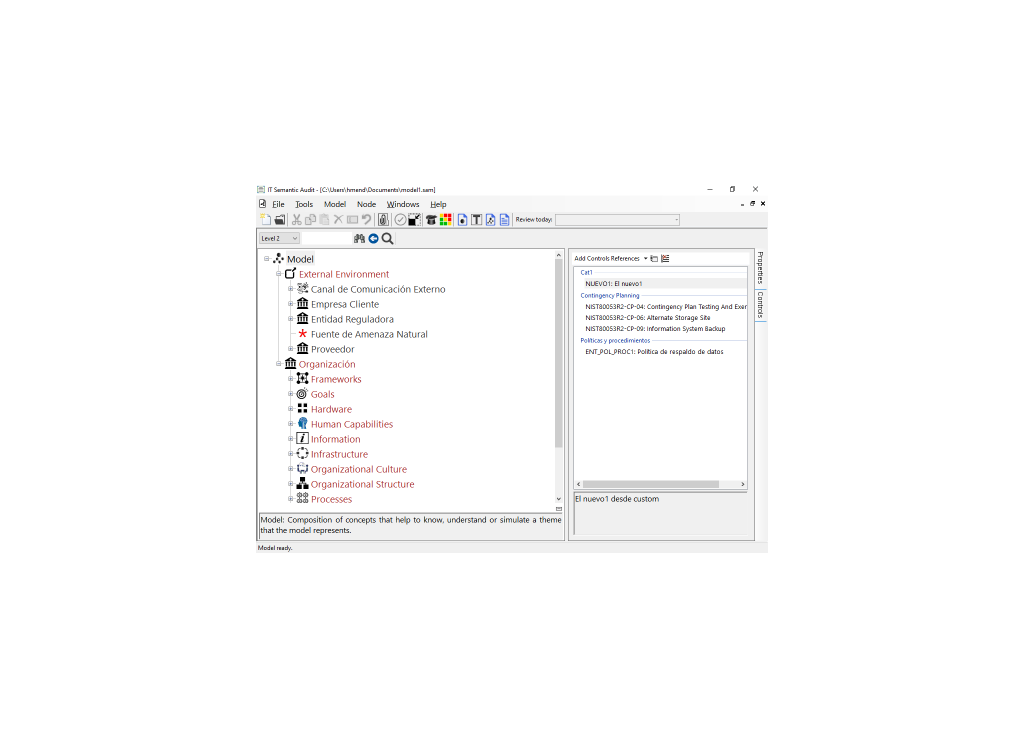 IT Semantic Audit - [C:\Users\hmend\Documents\model1.sam]
File Tools Model Node Windows Help
Review today:
Level 2
Model
External Environment
Canal de Comunicación Externo
Empresa Cliente
Entidad Reguladora
Fuente de Amenaza Natural
Proveedor
Organización
Frameworks
Goals
Hardware
Human Capabilities
Information
Infrastructure
Organizational Culture
Organizational Structure
Processes
Model: Composition of concepts that help to know, understand or simulate a theme
that the model represents.
Add Controls References
Cat1
NUEVO1: El nuevo1
Contingency Planning
NIST80053R2-CP-04: Contingency Plan Testing And Exer
NIST80053R2-CP-06: Alternate Storage Site
NIST80053R2-CP-09: Information System Backup
Políticas y procedimientos
ENT_POL_PROC1: Política de respaldo de datos
El nuevo1 desde custom
Properties
Controls
Model ready.